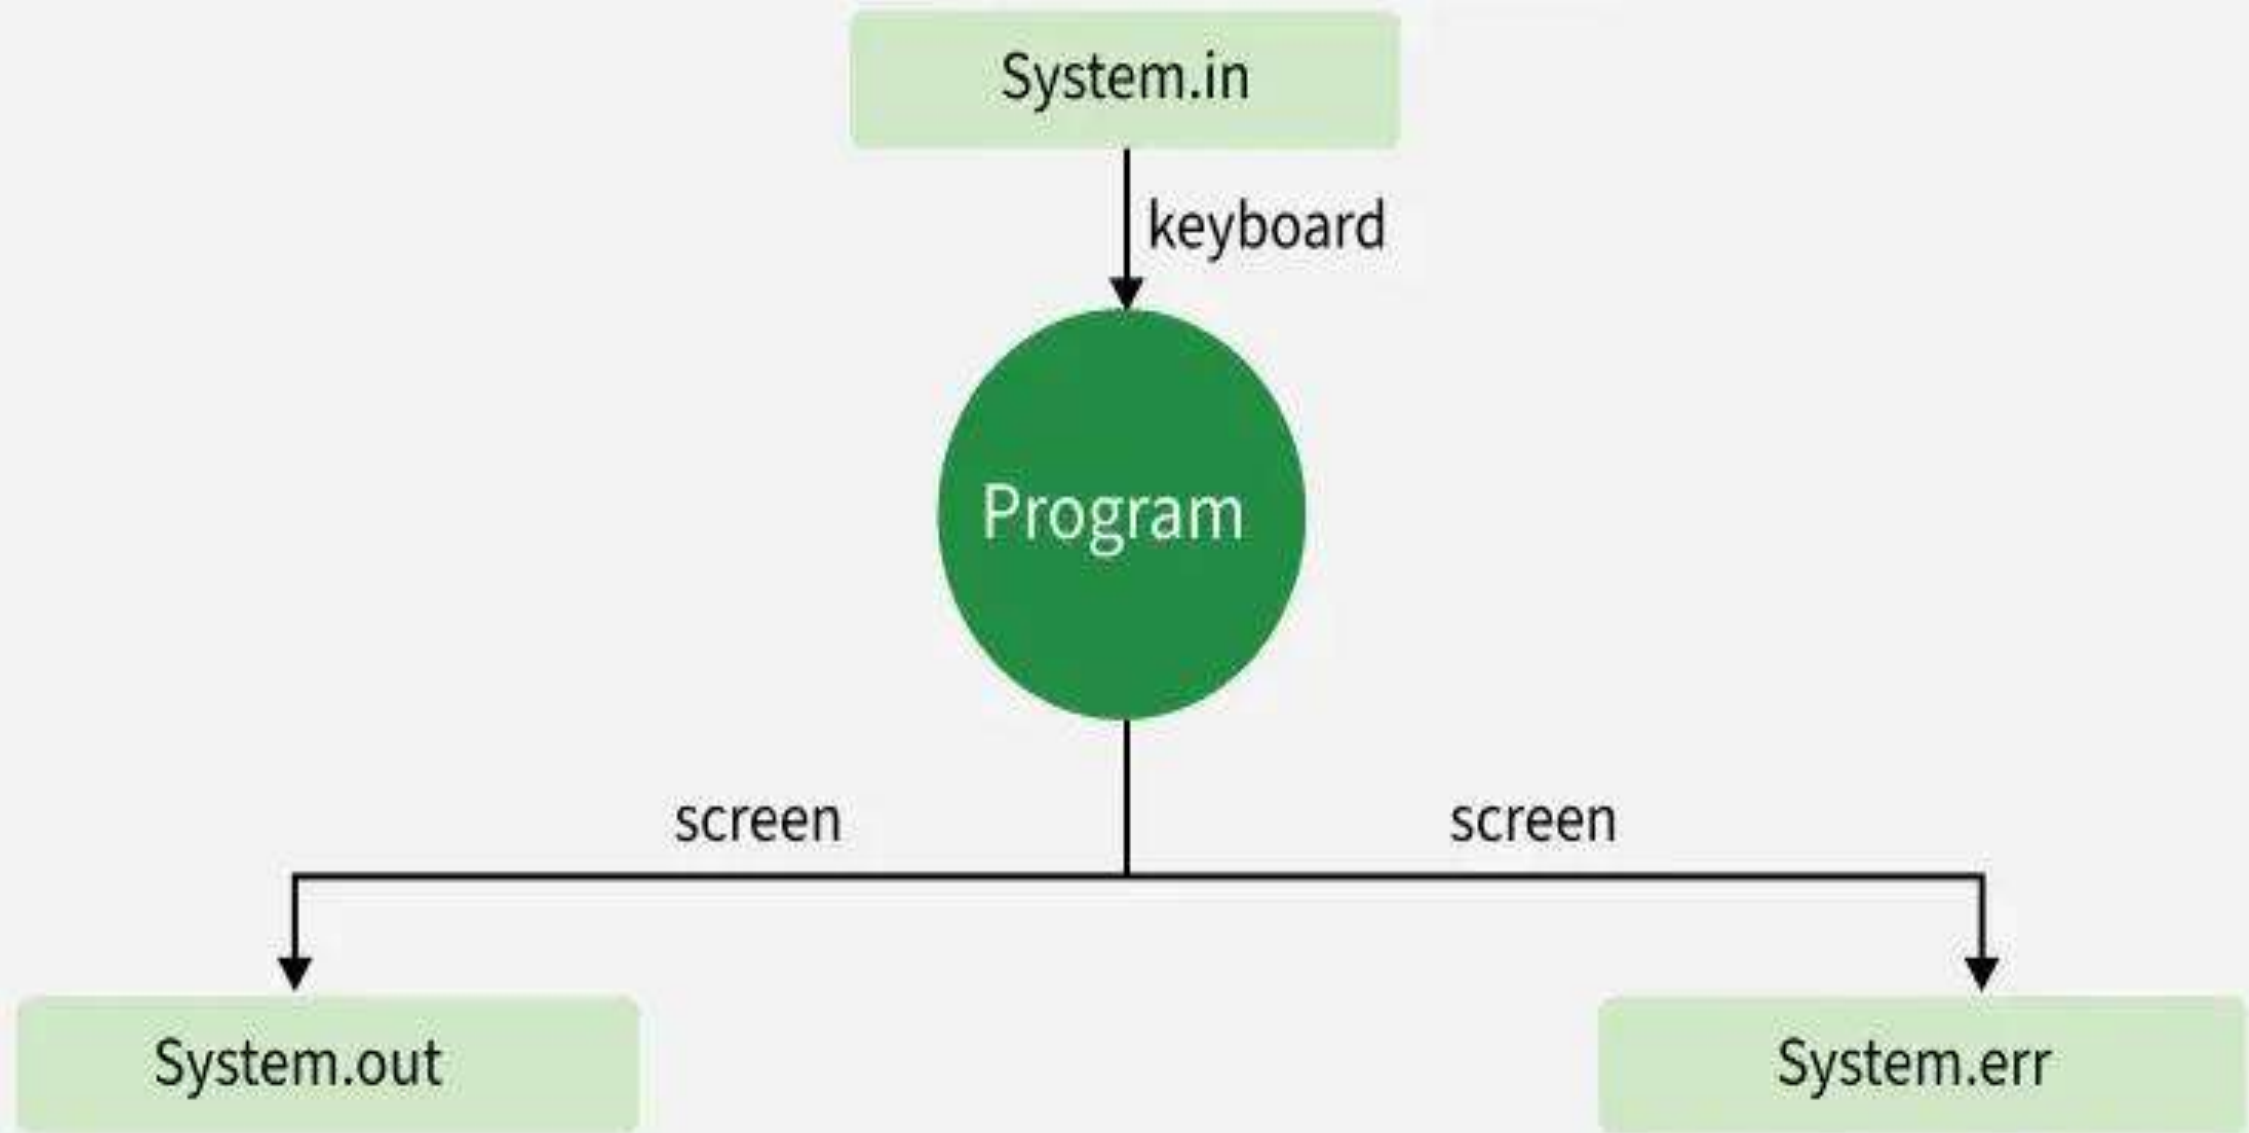 System.in
keyboard
Program
screen
screen
System.out
System.err